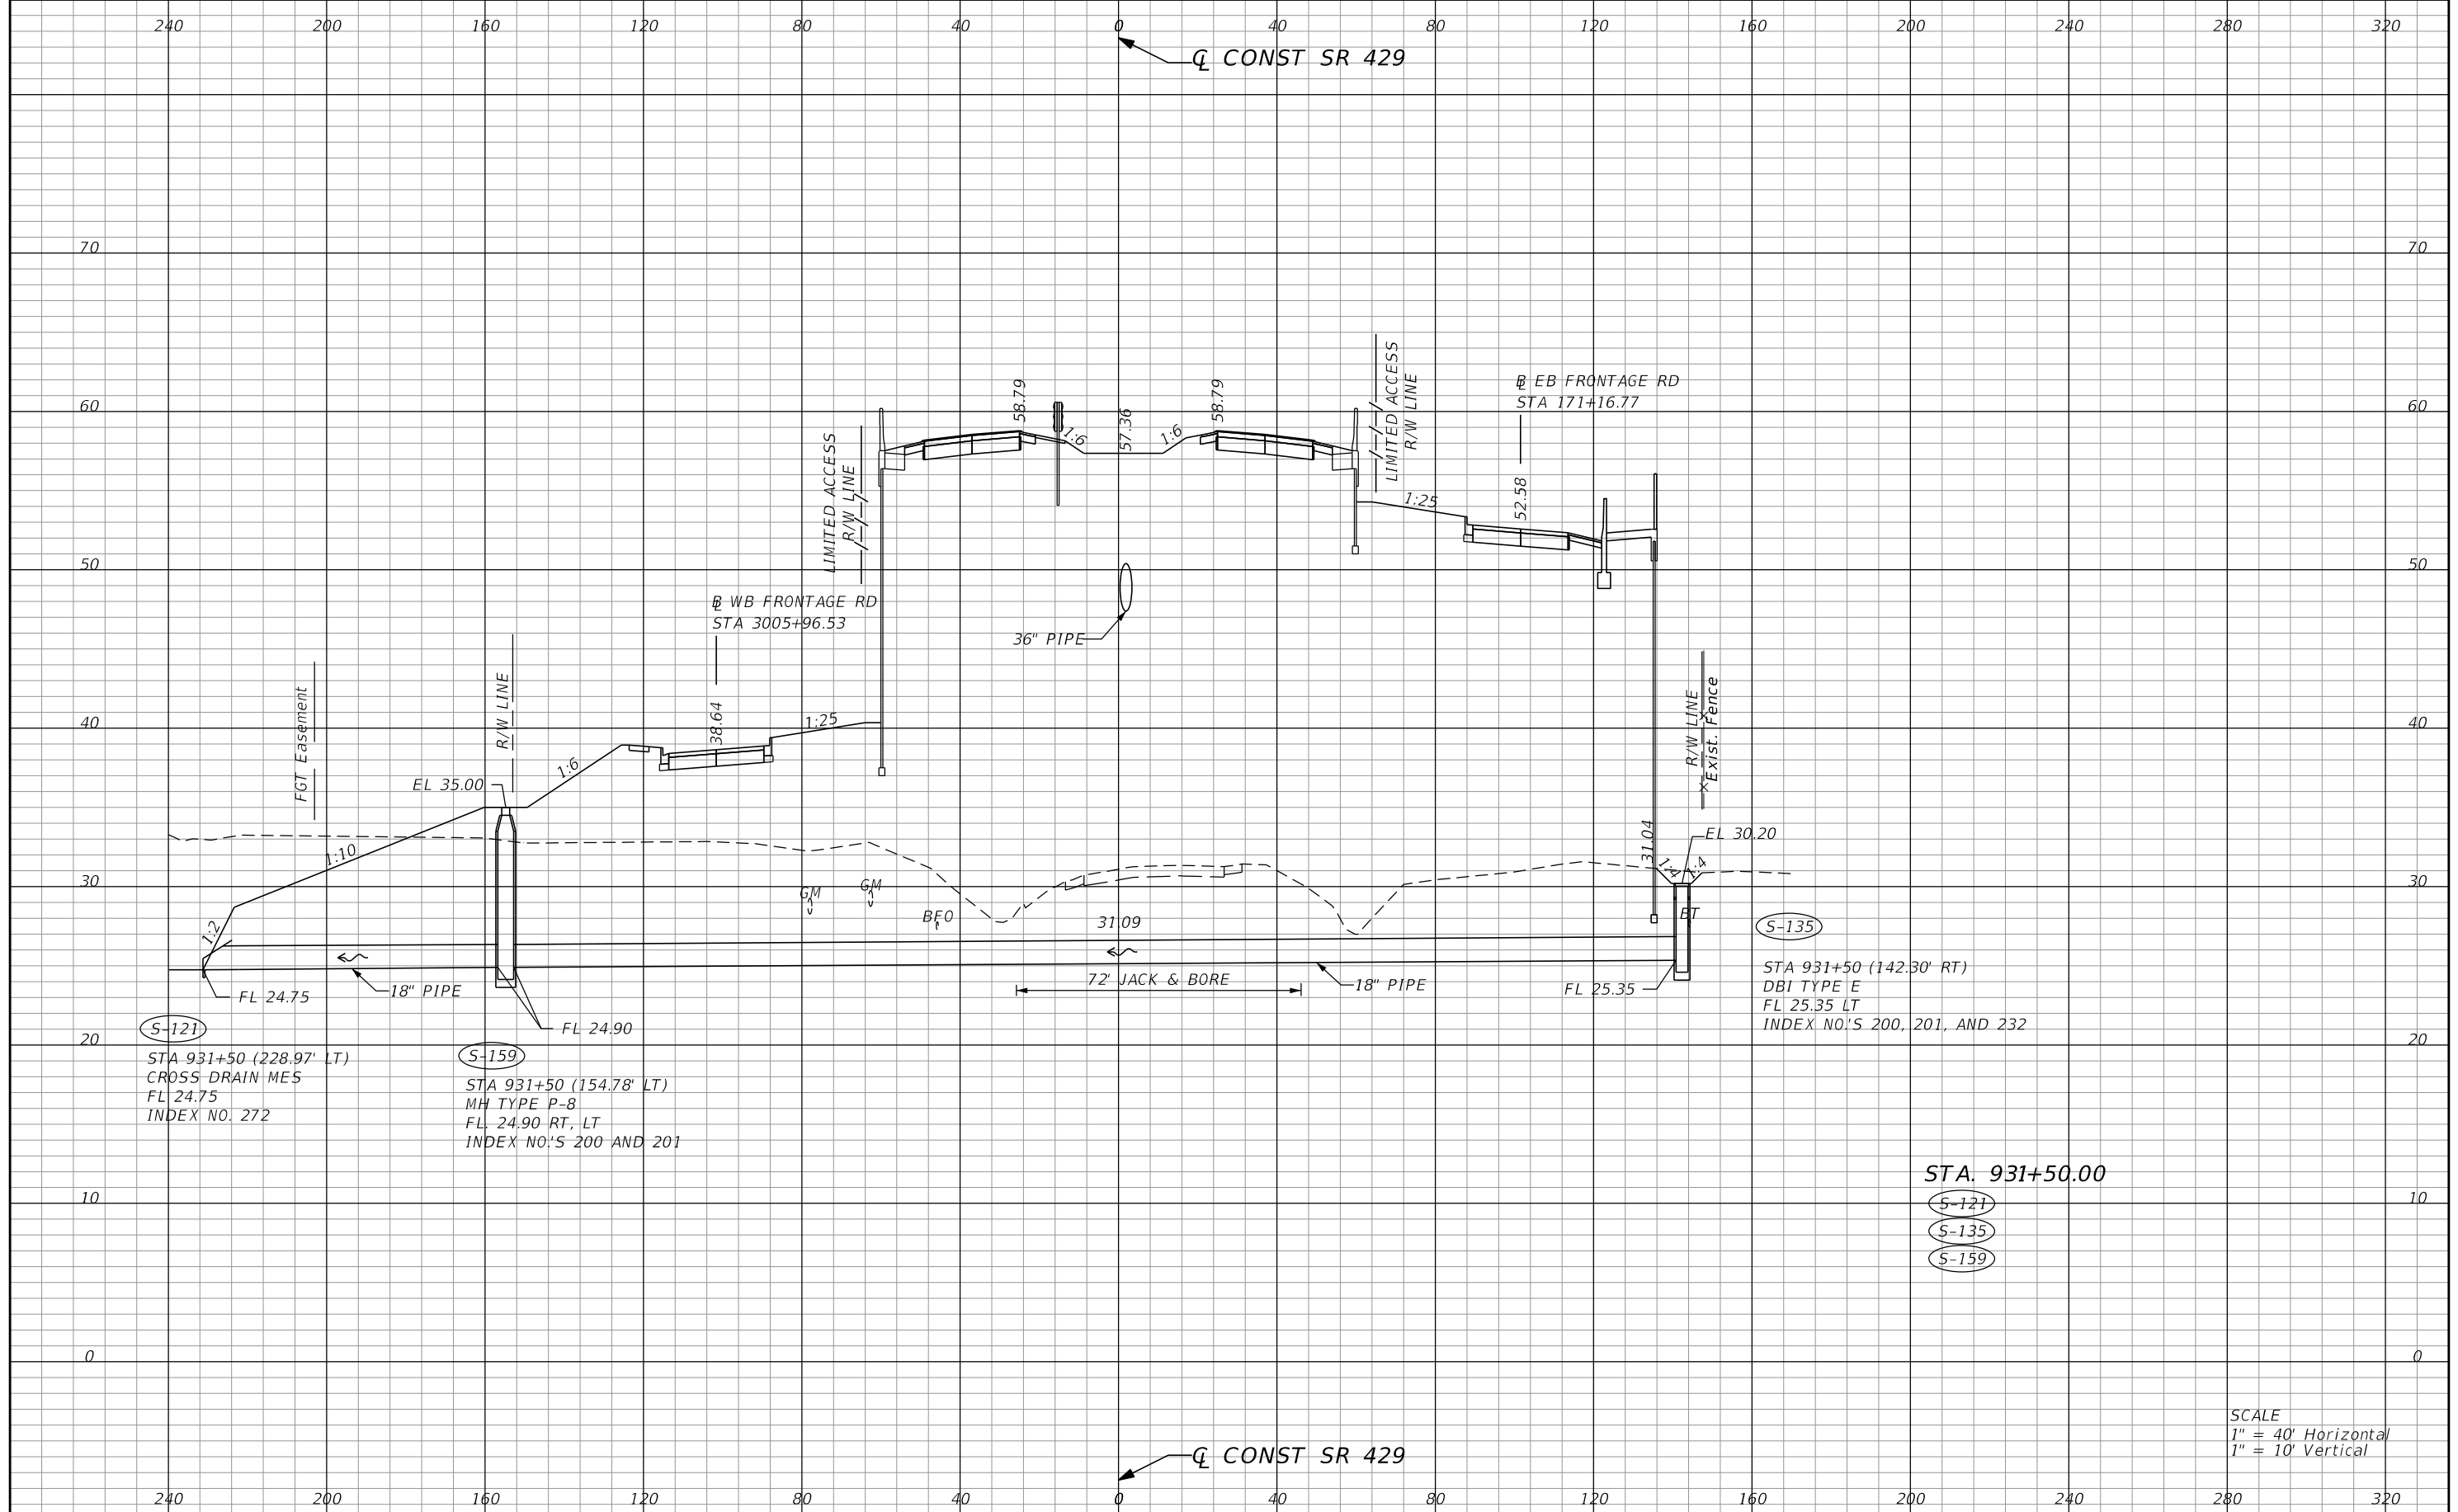 240 200 160 120 80 40 0 40 80 120 160 200 240 280 320
℄ CONST SR 429
70 70
60 60
50 50
40 40
30 30
20 20
10 10
0 0
58.79
57.36
58.79
1:6
1:6
LIMITED ACCESS
R/W LINE
LIMITED ACCESS
R/W LINE
BL EB FRONTAGE RD
STA 171+16.77
52.58
1:25
36" PIPE
BL WB FRONTAGE RD
STA 3005+96.53
38.64
1:25
1:6
FGT Easement
R/W LINE
EL 35.00
1:10
1:2
R/W LINE
Exist. Fence
31.04
EL 30.20
1:4
1:4
GM
GM
BFO
BT
31.09
72' JACK & BORE
18" PIPE
18" PIPE
FL 24.75
FL 24.90
FL 25.35
S-135
STA 931+50 (142.30' RT)
DBI TYPE E
FL 25.35 LT
INDEX NO.'S 200, 201, AND 232
S-121
STA 931+50 (228.97' LT)
CROSS DRAIN MES
FL 24.75
INDEX NO. 272
S-159
STA 931+50 (154.78' LT)
MH TYPE P-8
FL. 24.90 RT, LT
INDEX NO.'S 200 AND 201
STA. 931+50.00
S-121
S-135
S-159
SCALE
1" = 40' Horizontal
1" = 10' Vertical
℄ CONST SR 429
240 200 160 120 80 40 0 40 80 120 160 200 240 280 320